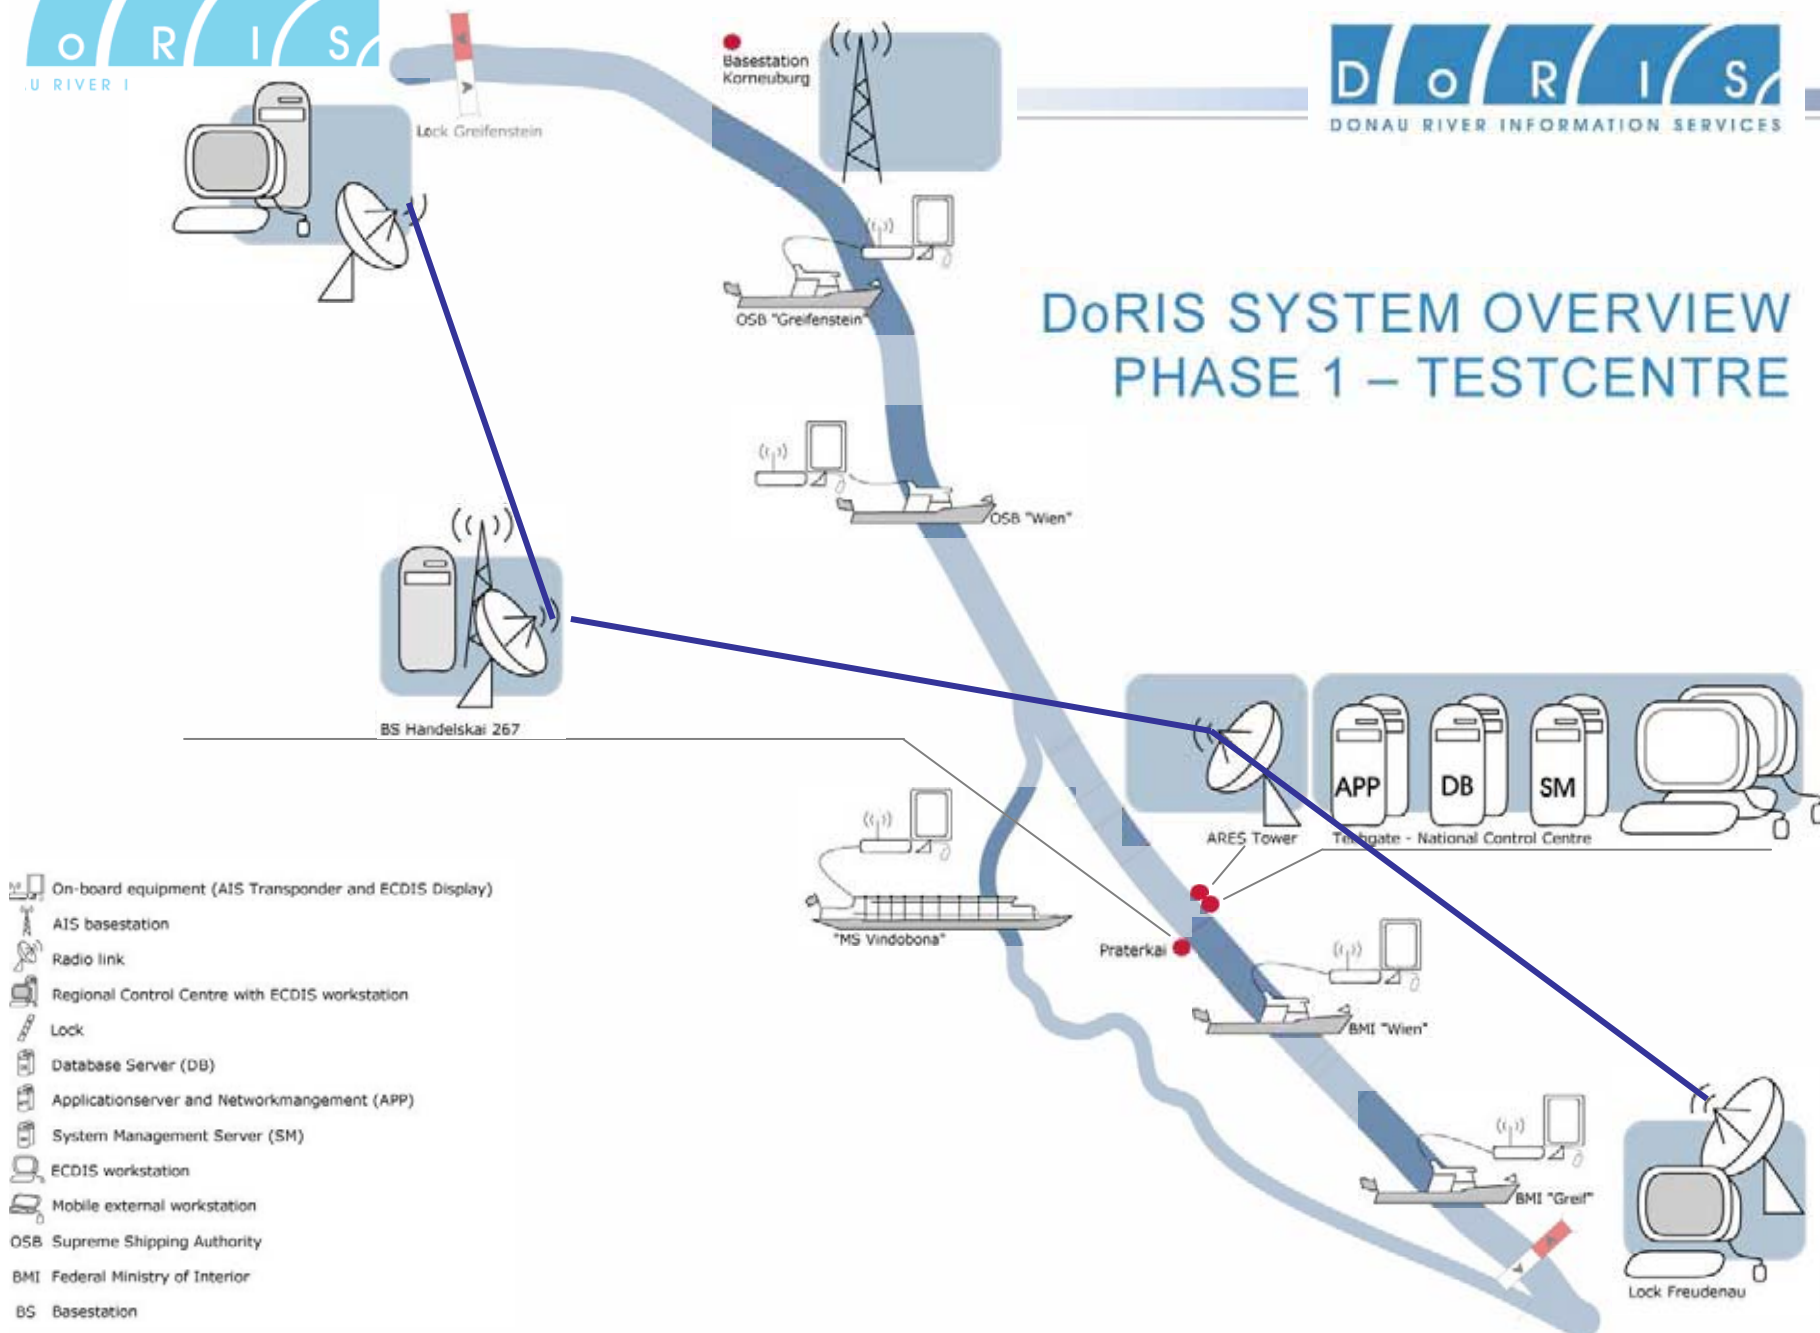 o R I S
.U RIVER I
Lock Greifenstein
Basestation
Korneuburg
D o R I S
DONAU RIVER INFORMATION SERVICES
OSB "Greifenstein"
DoRIS SYSTEM OVERVIEW
PHASE 1 – TESTCENTRE
OSB "Wien"
BS Handelskai 267
APP
DB
SM
ARES Tower
Techgate - National Control Centre
"MS Vindobona"
Praterkai
BMI "Wien"
BMI "Greif"
Lock Freudenau
On-board equipment (AIS Transponder and ECDIS Display)
AIS basestation
Radio link
Regional Control Centre with ECDIS workstation
Lock
Database Server (DB)
Applicationserver and Networkmangement (APP)
System Management Server (SM)
ECDIS workstation
Mobile external workstation
OSB Supreme Shipping Authority
BMI Federal Ministry of Interior
BS Basestation